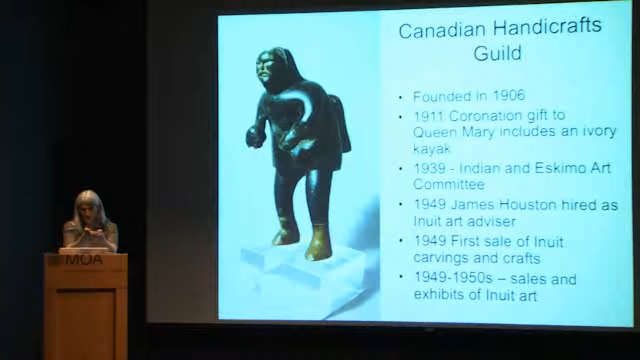 Canadian Handicrafts
Guild
• Founded in 1906
• 1911 Coronation gift to
Queen Mary includes an ivory
kayak
• 1939 - Indian and Eskimo Art
Committee
• 1949 James Houston hired as
Inuit art adviser
• 1949 First sale of Inuit
carvings and crafts
• 1949-1950s – sales and
exhibits of Inuit art
MOA